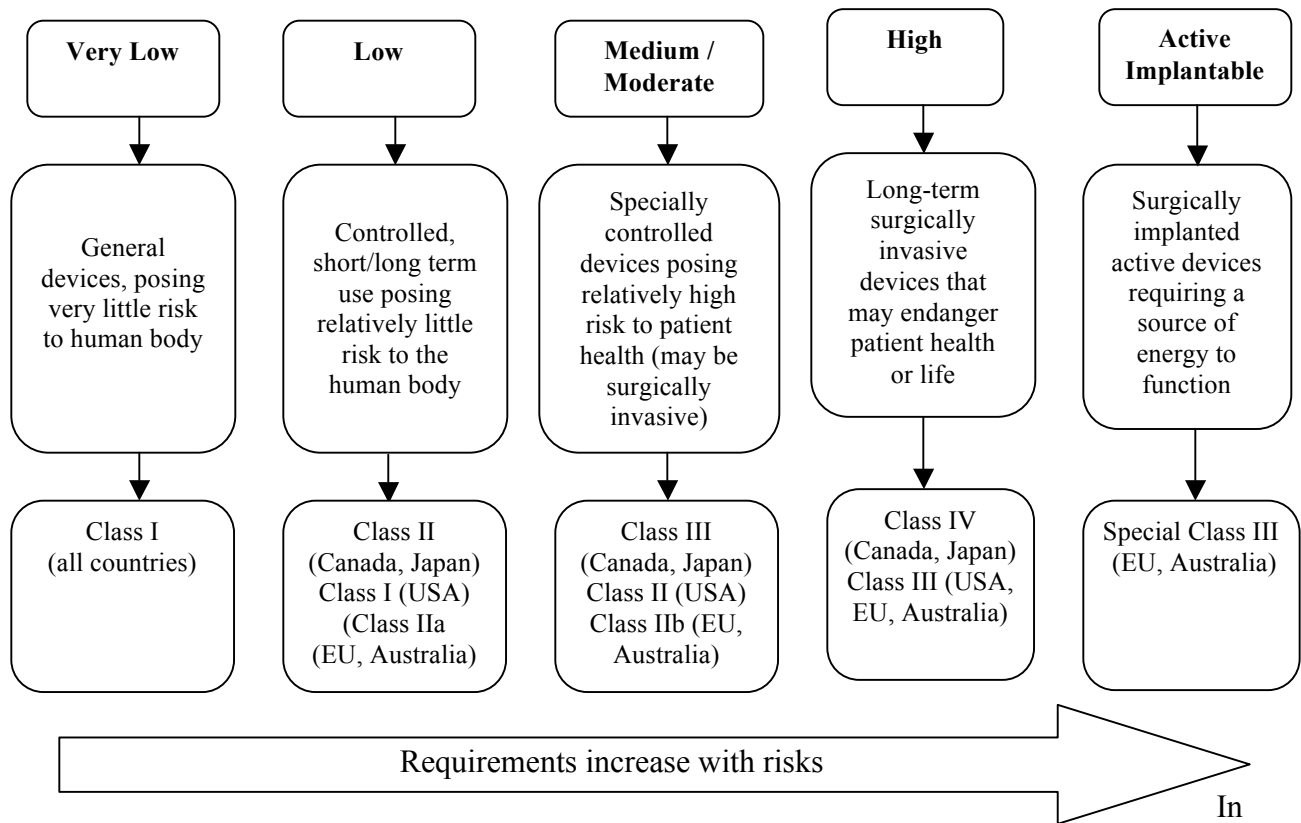 Very Low
Low
Medium /
Moderate
High
Active
Implantable
General
devices, posing
very little risk
to human body
Controlled,
short/long term
use posing
relatively little
risk to the
human body
Specially
controlled
devices posing
relatively high
risk to patient
health (may be
surgically
invasive)
Long-term
surgically
invasive
devices that
may endanger
patient health
or life
Surgically
implanted
active devices
requiring a
source of
energy to
function
Class I
(all countries)
Class II
(Canada, Japan)
Class I (USA)
(Class IIa
(EU, Australia)
Class III
(Canada, Japan)
Class II (USA)
Class IIb (EU,
Australia)
Class IV
(Canada, Japan)
Class III (USA,
EU, Australia)
Special Class III
(EU, Australia)
Requirements increase with risks
In